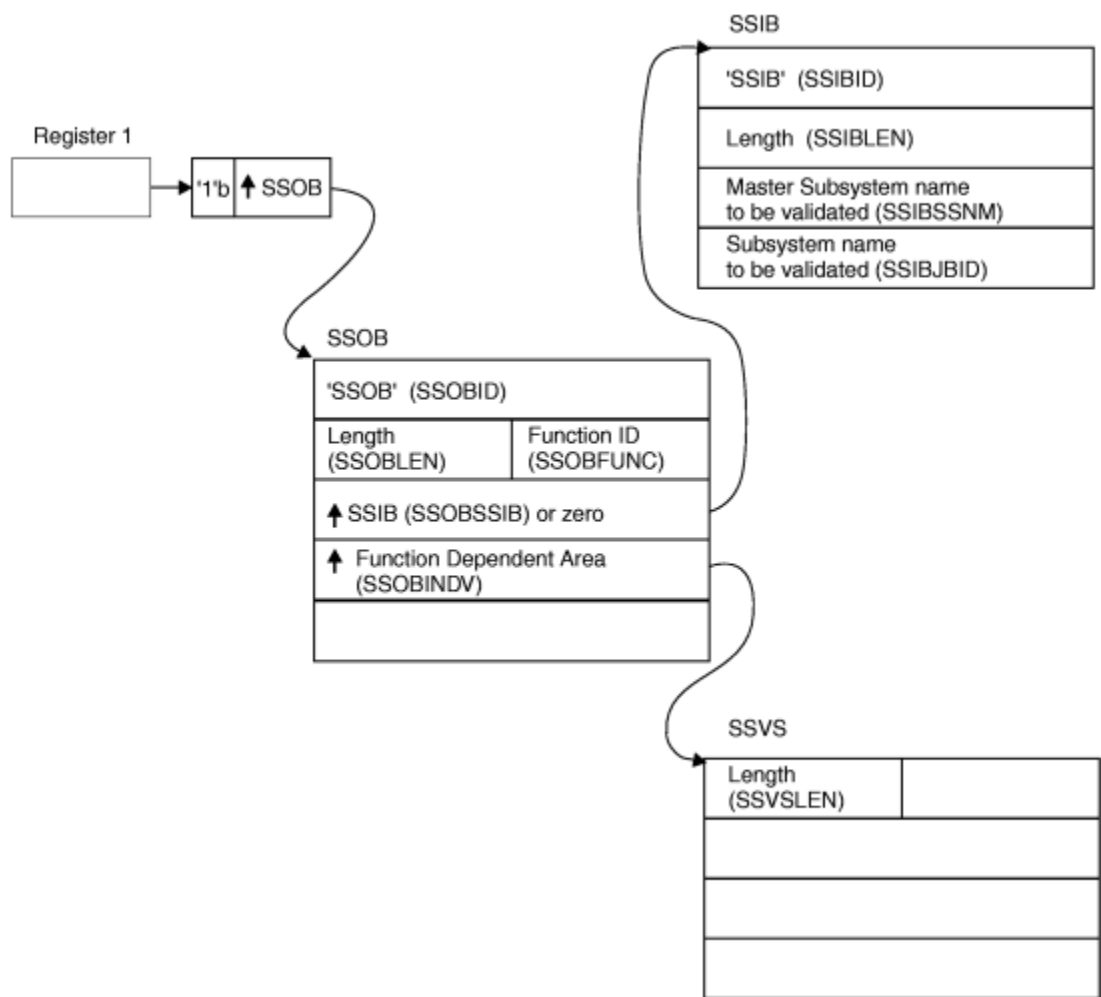 SSIB
'SSIB' (SSIBID)
Length (SSIBLEN)
Master Subsystem name
to be validated (SSIBSSNM)
Subsystem name
to be validated (SSIBJBID)
Register 1
'1'b
↑ SSOB
SSOB
'SSOB' (SSOBID)
Length
(SSOBLEN)
Function ID
(SSOBFUNC)
↑ SSIB (SSOBSSIB) or zero
↑ Function Dependent Area
(SSOBINDV)
SSVS
Length
(SSVSLEN)